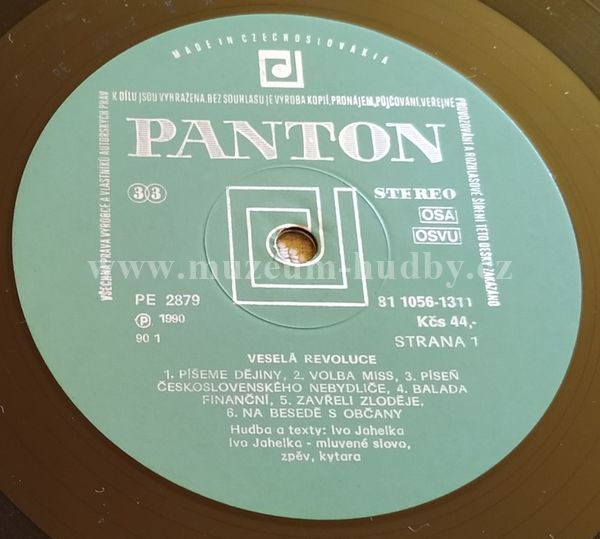 MADE IN CZECHOSLOVAKIA
VŠECHNA PRÁVA VÝROBCE A VLASTNÍKŮ AUTORSKÝCH PRÁV
K DÍLU JSOU VYHRAŽENA. BEZ SOUHLASU JE VÝROBA KOPIÍ, PRONÁJEM, PŮJČOVÁNÍ, VEŘEJNÉ
PROVOZOVÁNÍ A ROZHLASOVÉ ŠÍŘENÍ TÉTO DESKY ZAKÁZÁNO
PANTON
33
STEREO
OSA
OSVU
www.muzeum-hudby.cz
PE 2879
81 1056-1311
Ⓟ 1990
Kčs 44,-
90 1
STRANA 1
VESELÁ REVOLUCE
1. PÍŠEME DĚJINY, 2. VOLBA MISS, 3. PÍSEŇ
ČESKOSLOVENSKÉHO NEBYDLIČE, 4. BALADA
FINANČNÍ, 5. ZAVŘELI ZLODĚJE,
6. NA BESEDĚ S OBČANY
Hudba a texty: Ivo Jahelka
Ivo Jahelka - mluvené slovo,
zpěv, kytara